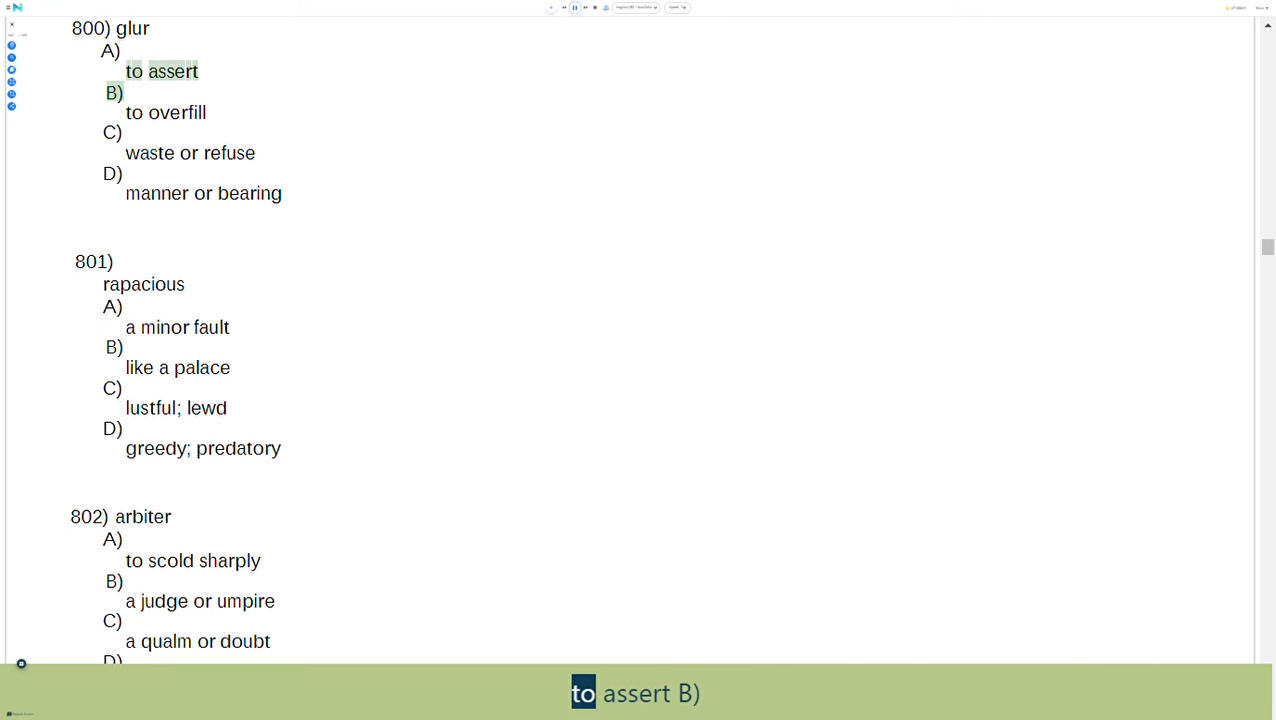 800) glur
A)
to assert
B)
to overfill
C)
waste or refuse
D)
manner or bearing
801)
rapacious
A)
a minor fault
B)
like a palace
C)
lustful; lewd
D)
greedy; predatory
802) arbiter
A)
to scold sharply
B)
a judge or umpire
C)
a qualm or doubt
D)
to assert B)